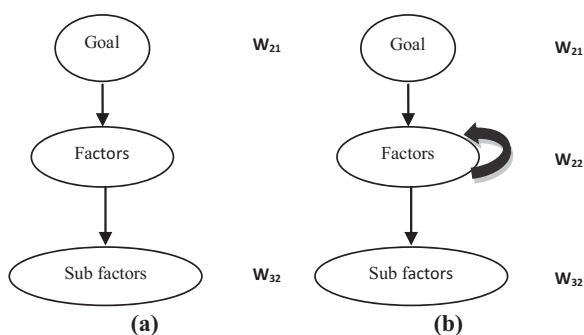 Goal W21 Goal W21
Factors Factors W22
Sub factors W32 Sub factors W32
(a) (b)